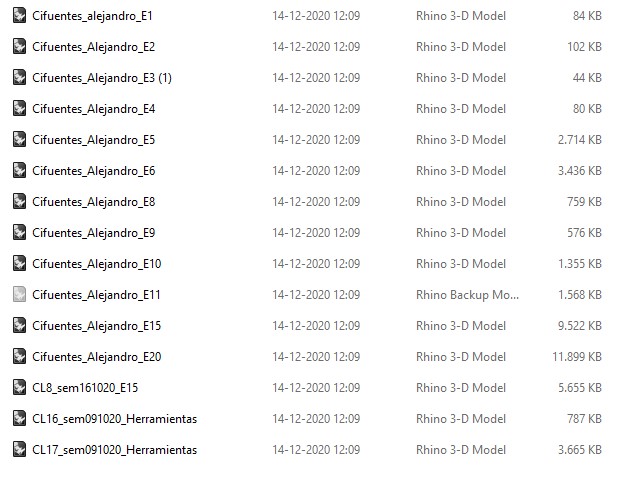 Cifuentes_alejandro_E1 14-12-2020 12:09 Rhino 3-D Model 84 KB
Cifuentes_Alejandro_E2 14-12-2020 12:09 Rhino 3-D Model 102 KB
Cifuentes_Alejandro_E3 (1) 14-12-2020 12:09 Rhino 3-D Model 44 KB
Cifuentes_Alejandro_E4 14-12-2020 12:09 Rhino 3-D Model 80 KB
Cifuentes_Alejandro_E5 14-12-2020 12:09 Rhino 3-D Model 2.714 KB
Cifuentes_Alejandro_E6 14-12-2020 12:09 Rhino 3-D Model 3.436 KB
Cifuentes_Alejandro_E8 14-12-2020 12:09 Rhino 3-D Model 759 KB
Cifuentes_Alejandro_E9 14-12-2020 12:09 Rhino 3-D Model 576 KB
Cifuentes_Alejandro_E10 14-12-2020 12:09 Rhino 3-D Model 1.355 KB
Cifuentes_Alejandro_E11 14-12-2020 12:09 Rhino Backup Mo... 1.568 KB
Cifuentes_Alejandro_E15 14-12-2020 12:09 Rhino 3-D Model 9.522 KB
Cifuentes_Alejandro_E20 14-12-2020 12:09 Rhino 3-D Model 11.899 KB
CL8_sem161020_E15 14-12-2020 12:09 Rhino 3-D Model 5.655 KB
CL16_sem091020_Herramientas 14-12-2020 12:09 Rhino 3-D Model 787 KB
CL17_sem091020_Herramientas 14-12-2020 12:09 Rhino 3-D Model 3.665 KB